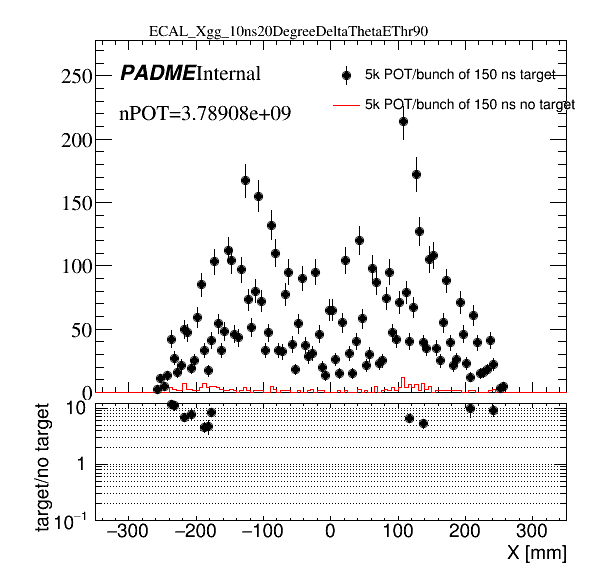 ECAL_Xgg_10ns20DegreeDeltaThetaEThr90
PADME Internal
nPOT=3.78908e+09
5k POT/bunch of 150 ns target
5k POT/bunch of 150 ns no target
250
200
150
100
50
0
10
1
10⁻¹
target/no target
−300 −200 −100 0 100 200 300
X [mm]